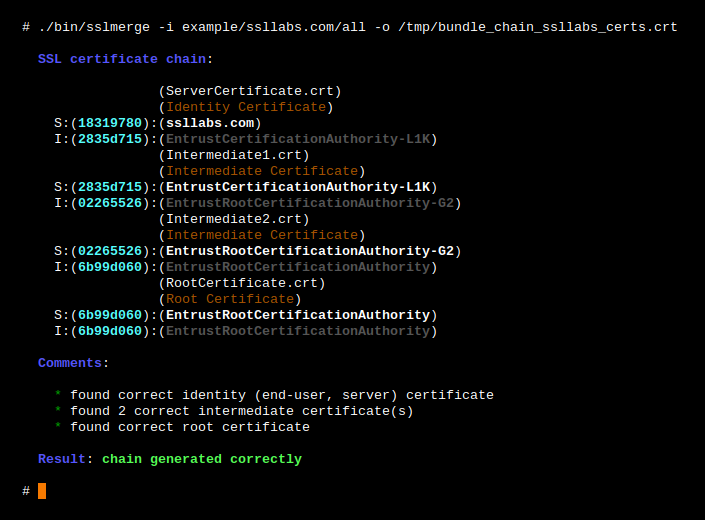 # ./bin/sslmerge -i example/ssllabs.com/all -o /tmp/bundle_chain_ssllabs_certs.crt
SSL certificate chain:
(ServerCertificate.crt)
(Identity Certificate)
S:(18319780):(ssllabs.com)
I:(2835d715):(EntrustCertificationAuthority-L1K)
(Intermediate1.crt)
(Intermediate Certificate)
S:(2835d715):(EntrustCertificationAuthority-L1K)
I:(02265526):(EntrustRootCertificationAuthority-G2)
(Intermediate2.crt)
(Intermediate Certificate)
S:(02265526):(EntrustRootCertificationAuthority-G2)
I:(6b99d060):(EntrustRootCertificationAuthority)
(RootCertificate.crt)
(Root Certificate)
S:(6b99d060):(EntrustRootCertificationAuthority)
I:(6b99d060):(EntrustRootCertificationAuthority)
Comments:
* found correct identity (end-user, server) certificate
* found 2 correct intermediate certificate(s)
* found correct root certificate
Result: chain generated correctly
#